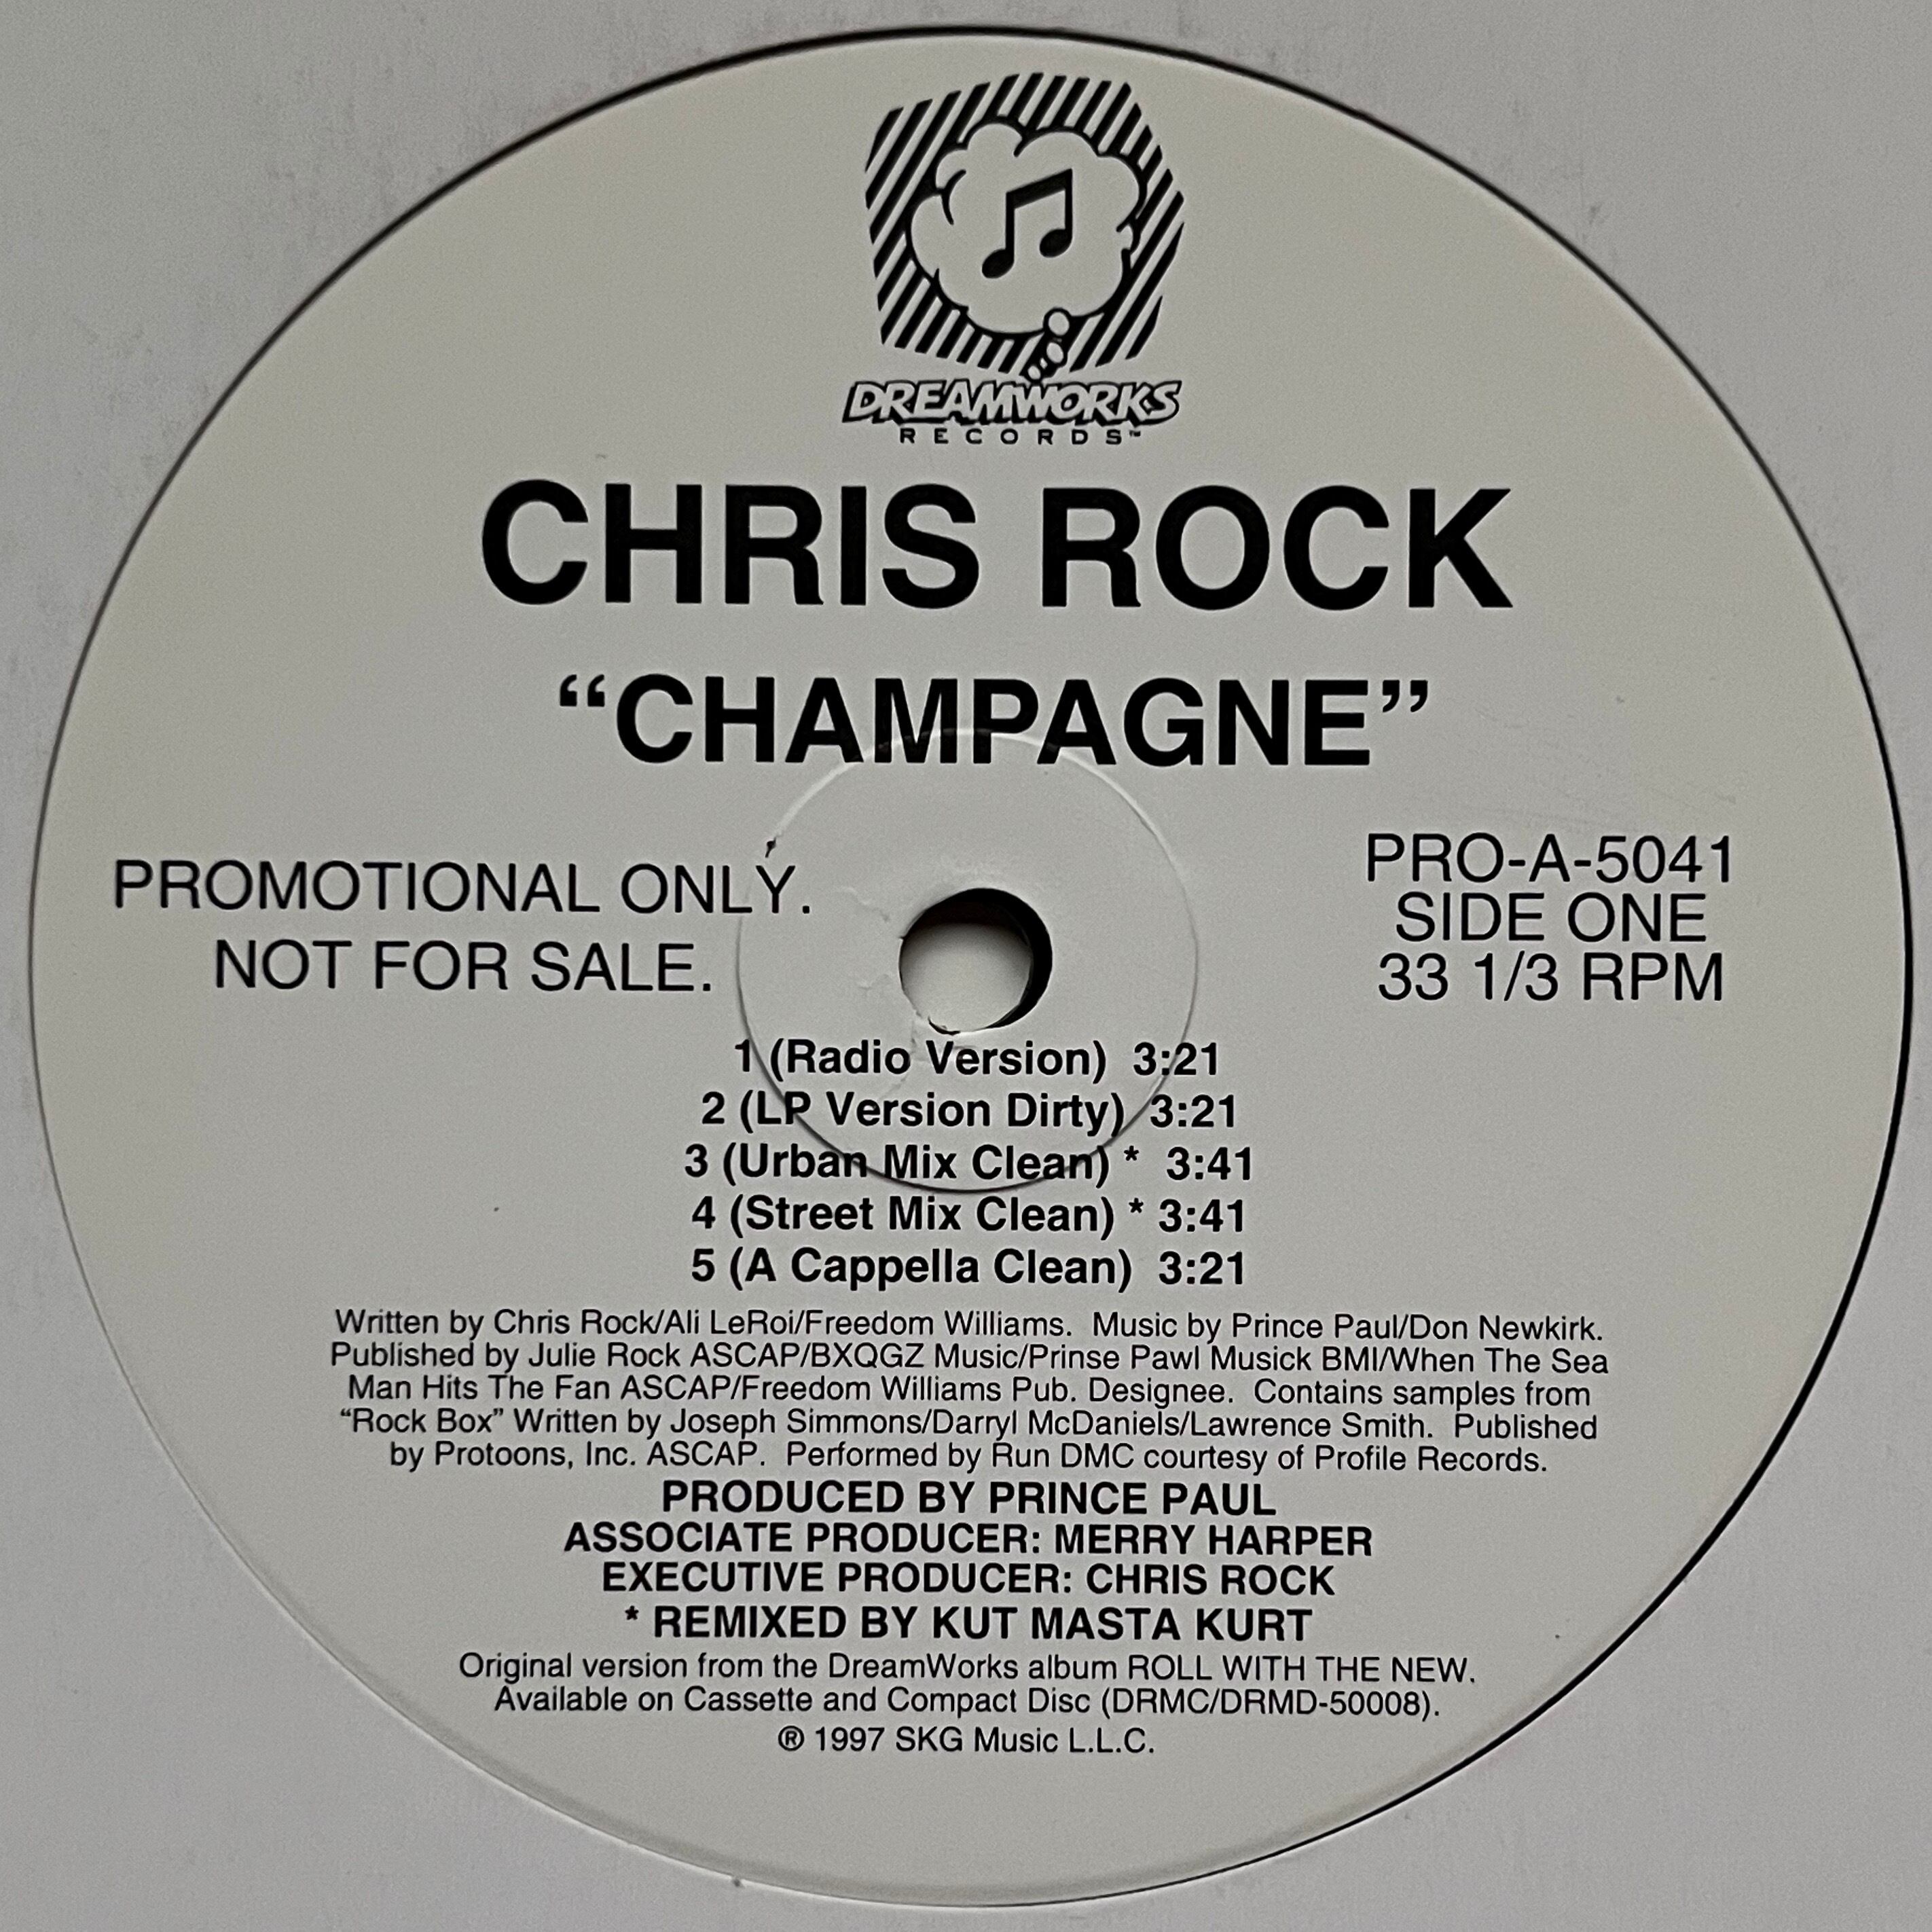 DREAMWORKS
RECORDS™
CHRIS ROCK
“CHAMPAGNE”
PROMOTIONAL ONLY.
NOT FOR SALE.
PRO-A-5041
SIDE ONE
33 1/3 RPM
1 (Radio Version) 3:21
2 (LP Version Dirty) 3:21
3 (Urban Mix Clean) * 3:41
4 (Street Mix Clean) * 3:41
5 (A Cappella Clean) 3:21
Written by Chris Rock/Ali LeRoi/Freedom Williams. Music by Prince Paul/Don Newkirk.
Published by Julie Rock ASCAP/BXQGZ Music/Prinse Pawl Musick BMI/When The Sea
Man Hits The Fan ASCAP/Freedom Williams Pub. Designee. Contains samples from
“Rock Box” Written by Joseph Simmons/Darryl McDaniels/Lawrence Smith. Published
by Protoons, Inc. ASCAP. Performed by Run DMC courtesy of Profile Records.
PRODUCED BY PRINCE PAUL
ASSOCIATE PRODUCER: MERRY HARPER
EXECUTIVE PRODUCER: CHRIS ROCK
* REMIXED BY KUT MASTA KURT
Original version from the DreamWorks album ROLL WITH THE NEW.
Available on Cassette and Compact Disc (DRMC/DRMD-50008).
® 1997 SKG Music L.L.C.